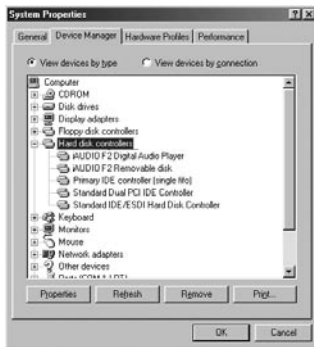 System Properties
General Device Manager Hardware Profiles Performance
View devices by type View devices by connection
Computer
CDROM
Disk drives
Display adapters
Floppy disk controllers
Hard disk controllers
iAUDIO F2 Digital Audio Player
iAUDIO F2 Removable disk
Primary IDE controller (single fifo)
Standard Dual PCI IDE Controller
Standard IDE/ESDI Hard Disk Controller
Keyboard
Monitors
Mouse
Network adapters
Other devices
Ports (COM & LPT)
Properties Refresh Remove Print...
OK Cancel